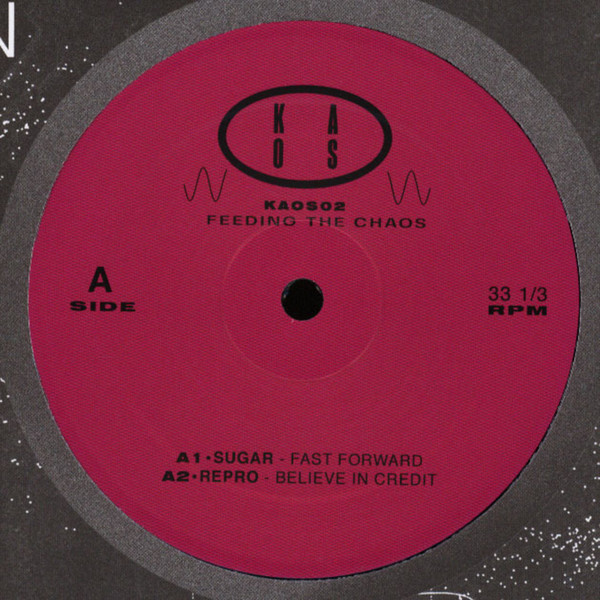 N
K A
O S
KAOS02
FEEDING THE CHAOS
A
SIDE
33 1/3
RPM
A1•SUGAR - FAST FORWARD
A2•REPRO - BELIEVE IN CREDIT